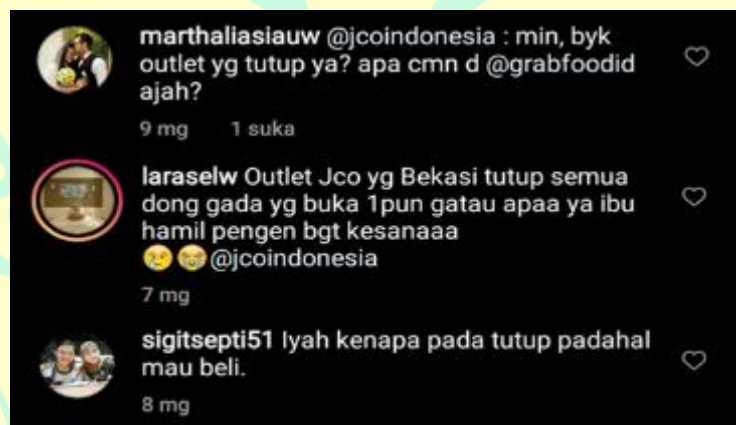 marthaliasiauw @jcoindonesia : min, byk
outlet yg tutup ya? apa cmn d @grabfoodid
ajah?
9 mg 1 suka
laraselw Outlet Jco yg Bekasi tutup semua
dong gada yg buka 1pun gatau apaa ya ibu
hamil pengen bgt kesanaaa
😢😭@jcoindonesia
7 mg
sigitsepti51 Iyah kenapa pada tutup padahal
mau beli.
8 mg